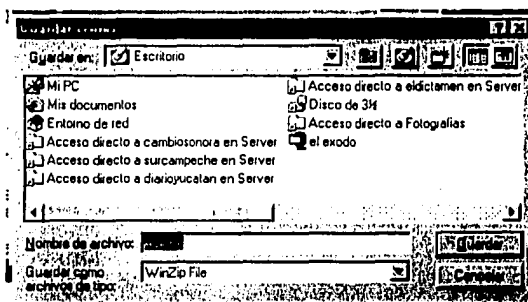 Guardar como
Guardar en: Escritorio
Mi PC
Mis documentos
Entorno de red
Acceso directo a cambiosonora en Server
Acceso directo a surcampeche en Server
Acceso directo a diarioyucatan en Server
Acceso directo a eldictamen en Server
Disco de 3½
Acceso directo a Fotografías
el exodo
Nombre de archivo:
Guardar
Guardar como archivos de tipo: WinZip File
Cancelar